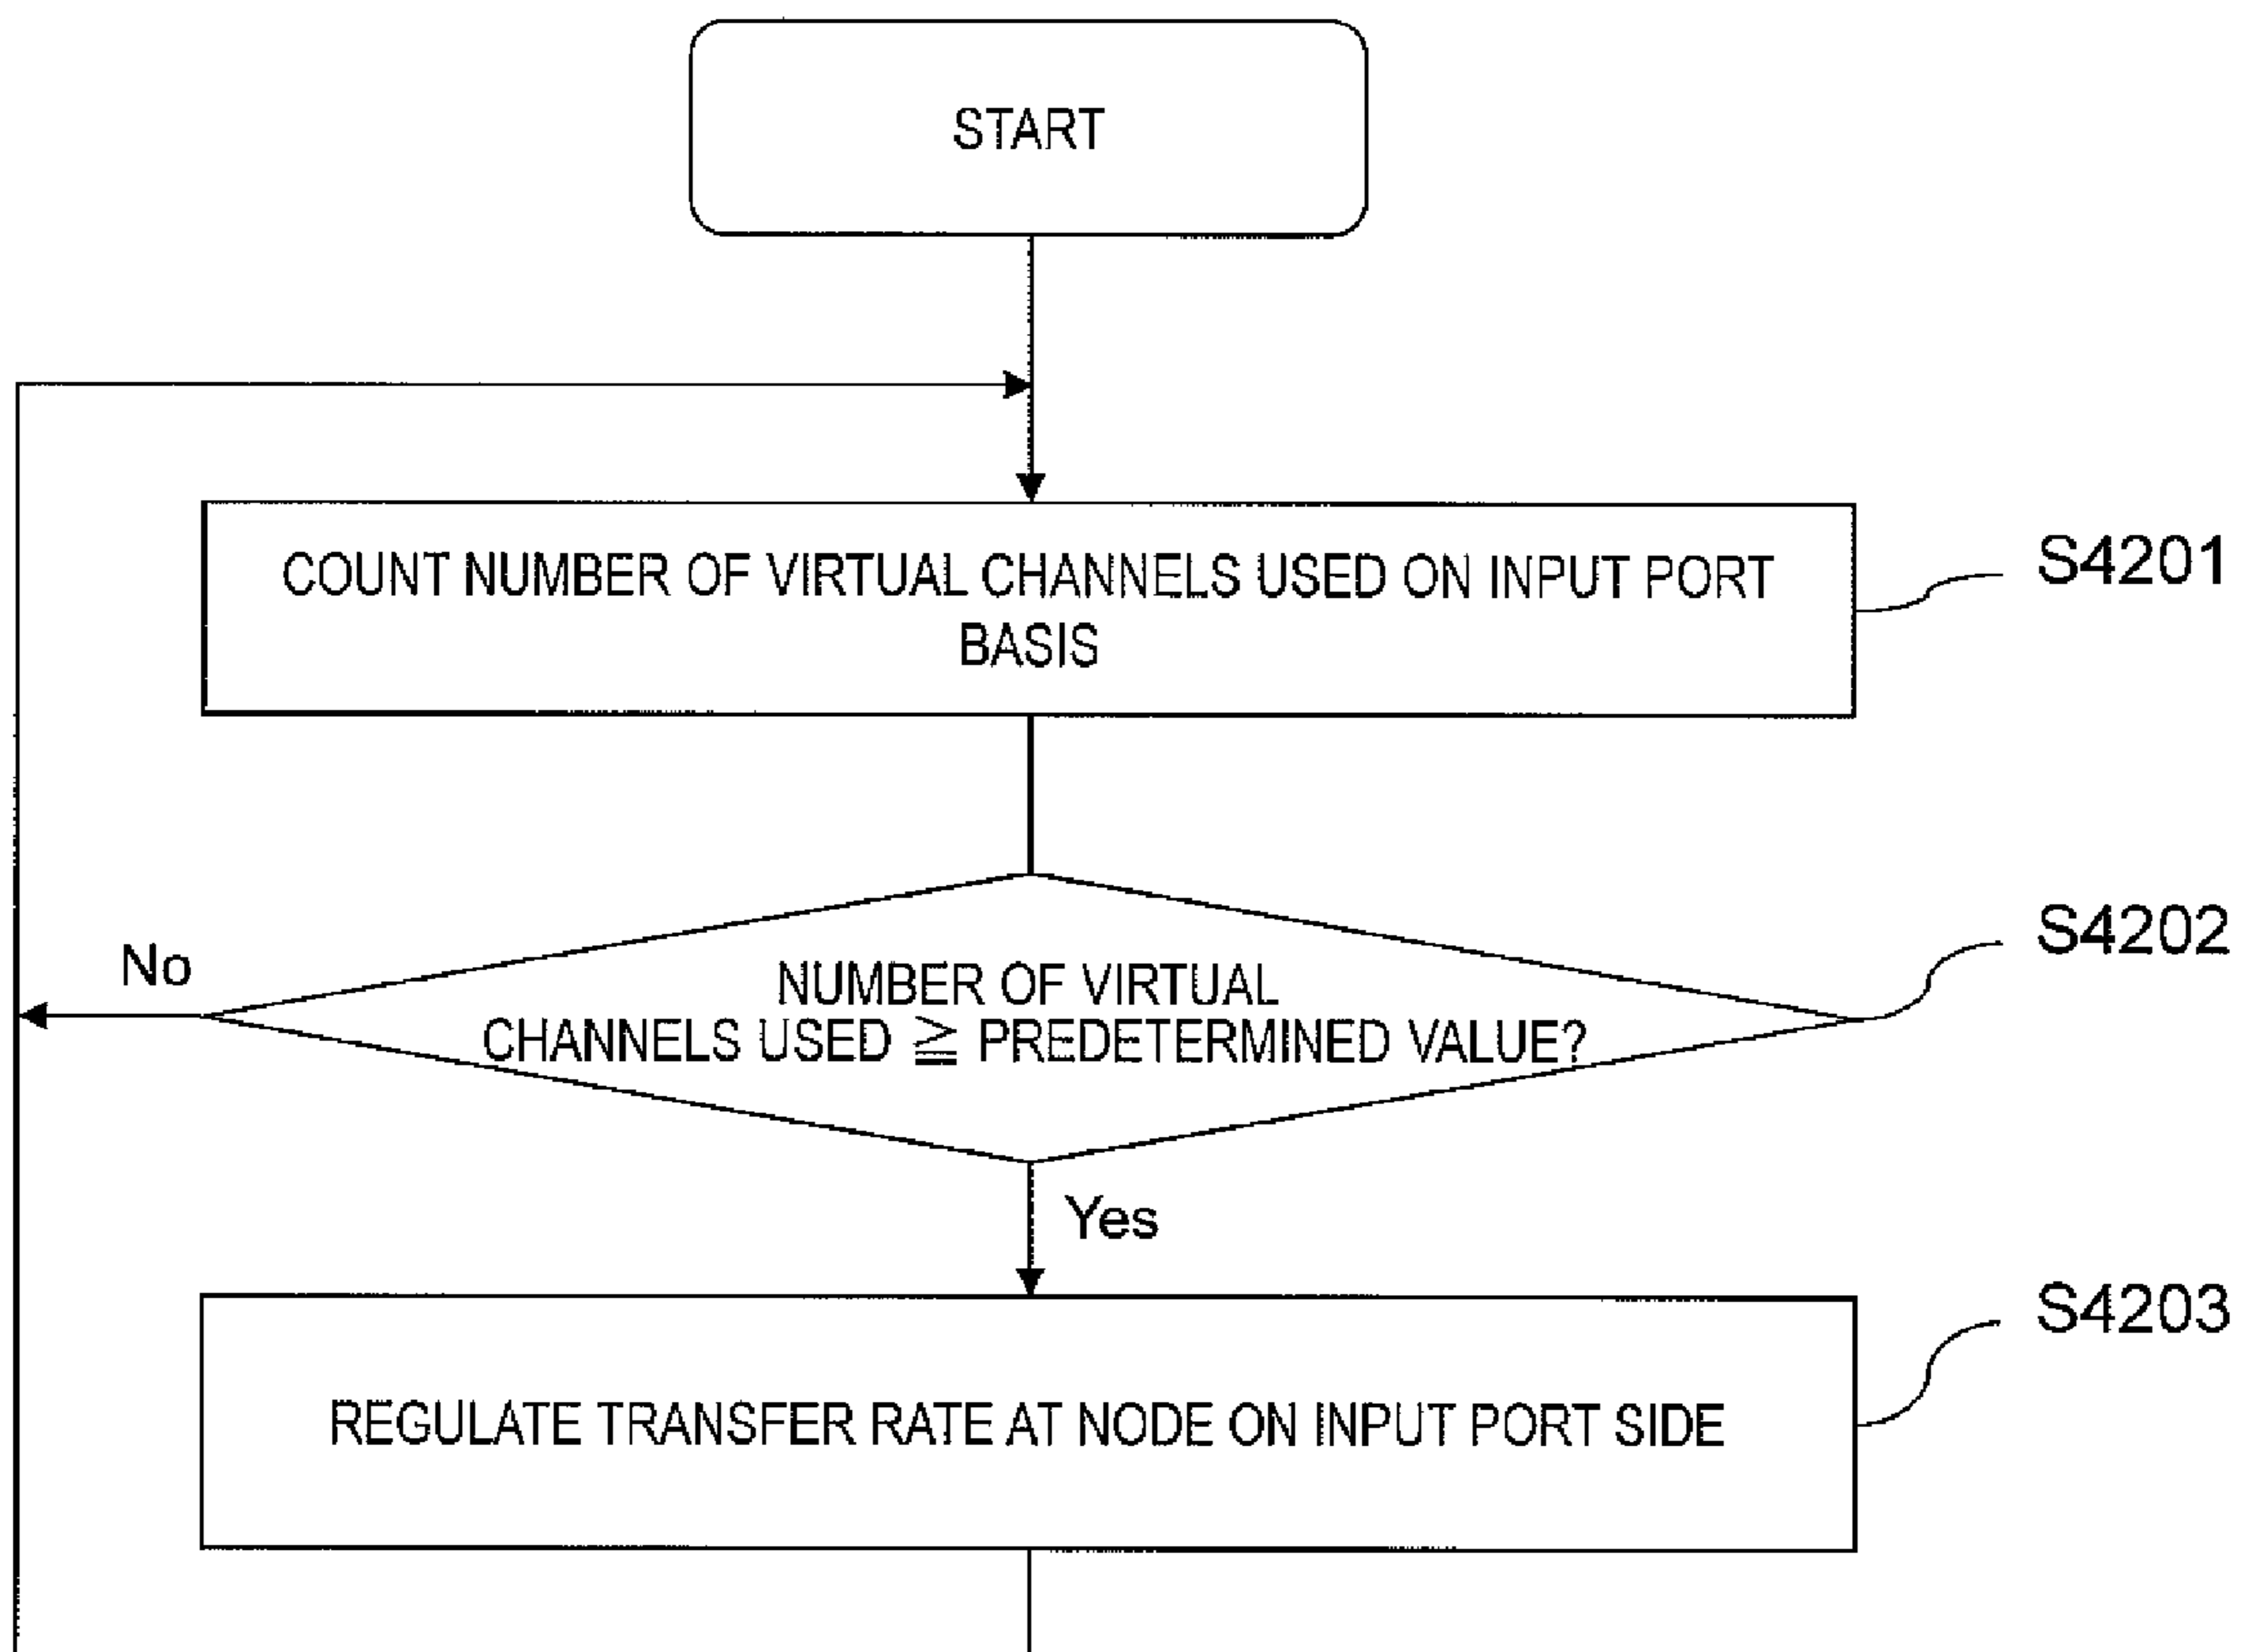 START
COUNT NUMBER OF VIRTUAL CHANNELS USED ON INPUT PORT
BASIS
S4201
No
NUMBER OF VIRTUAL
CHANNELS USED ≧ PREDETERMINED VALUE?
S4202
Yes
REGULATE TRANSFER RATE AT NODE ON INPUT PORT SIDE
S4203